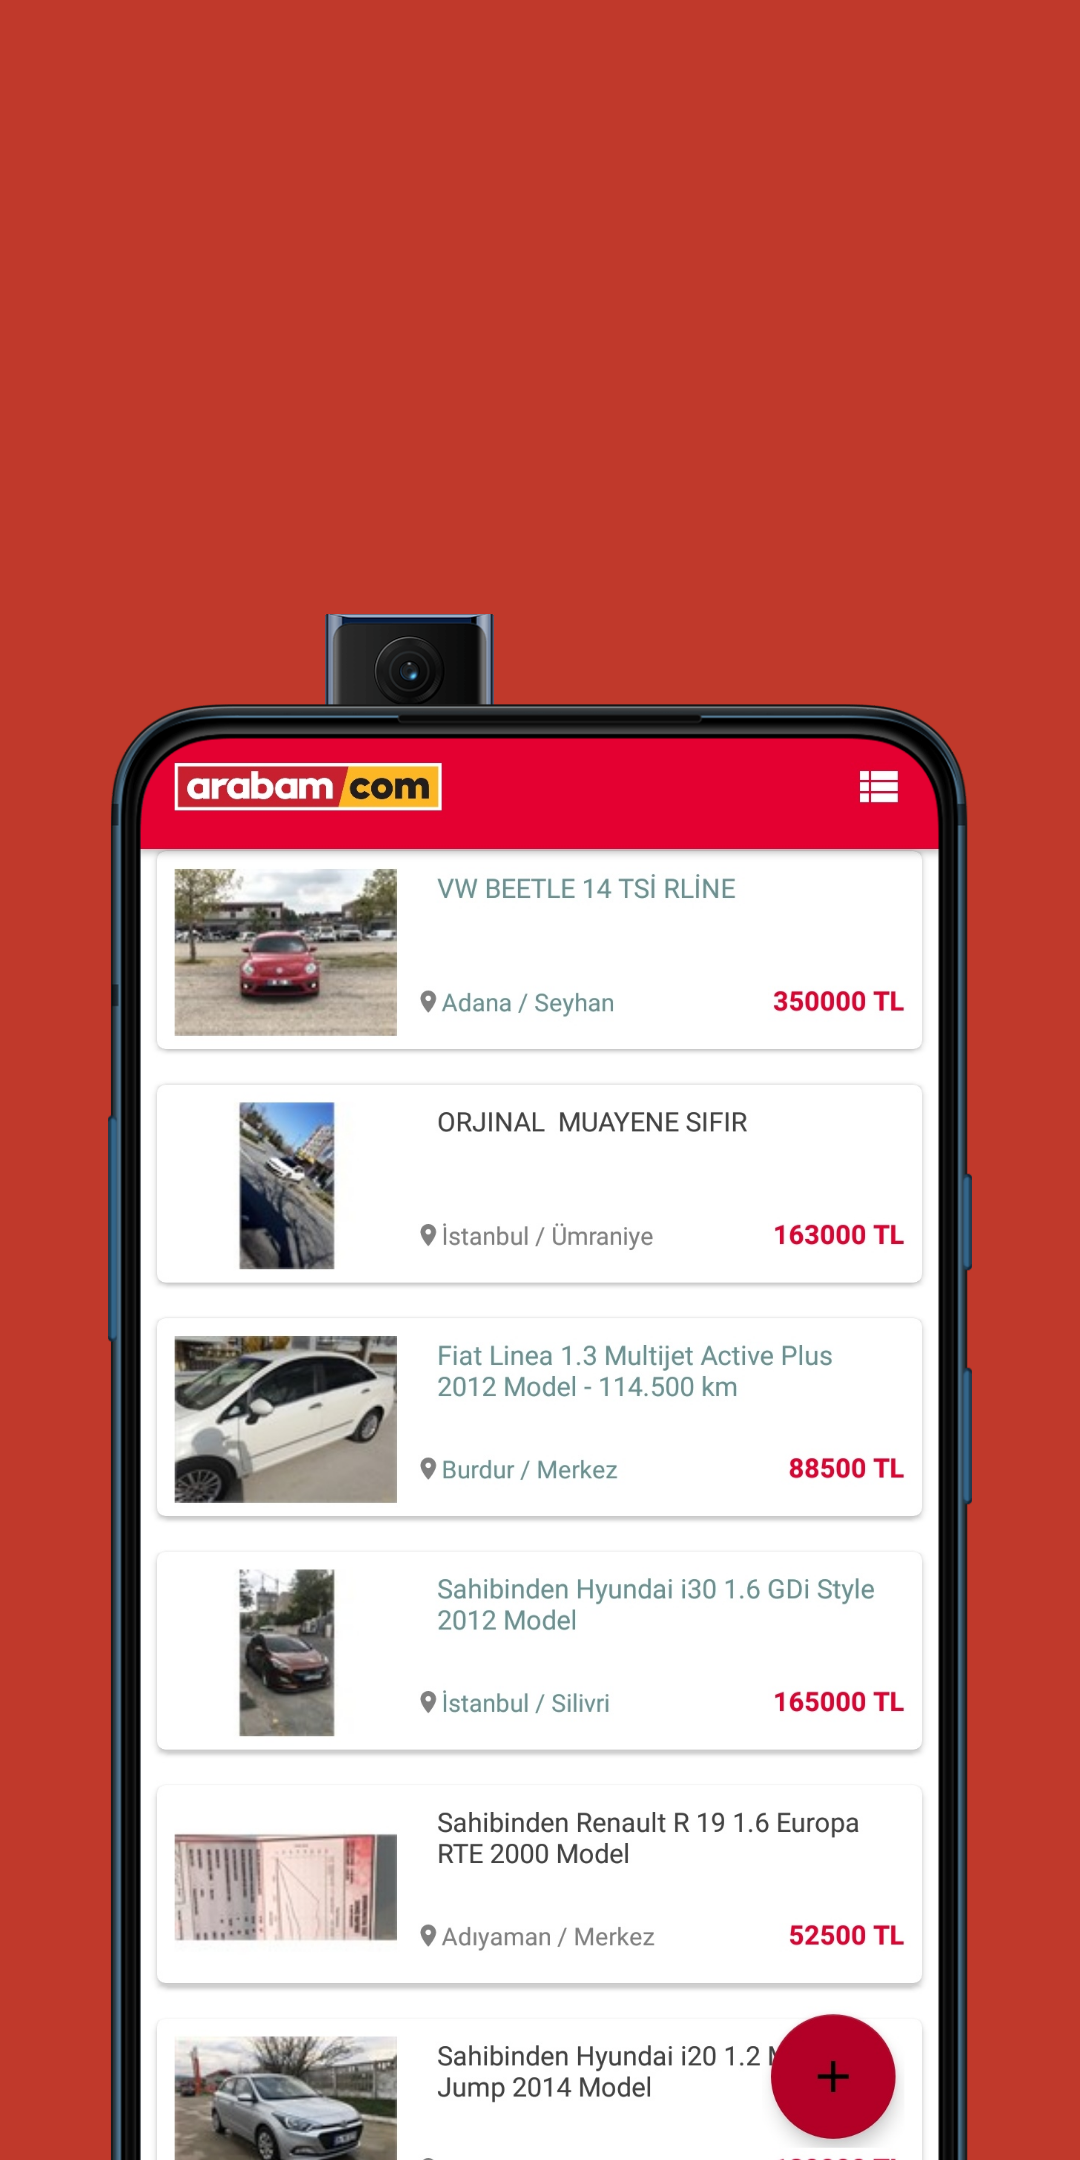 arabam com
VW BEETLE 14 TSİ RLİNE
Adana / Seyhan
350000 TL
ORJINAL  MUAYENE SIFIR
İstanbul / Ümraniye
163000 TL
Fiat Linea 1.3 Multijet Active Plus
2012 Model - 114.500 km
Burdur / Merkez
88500 TL
Sahibinden Hyundai i30 1.6 GDi Style
2012 Model
İstanbul / Silivri
165000 TL
Sahibinden Renault R 19 1.6 Europa
RTE 2000 Model
Adıyaman / Merkez
52500 TL
Sahibinden Hyundai i20 1.2
Jump 2014 Model